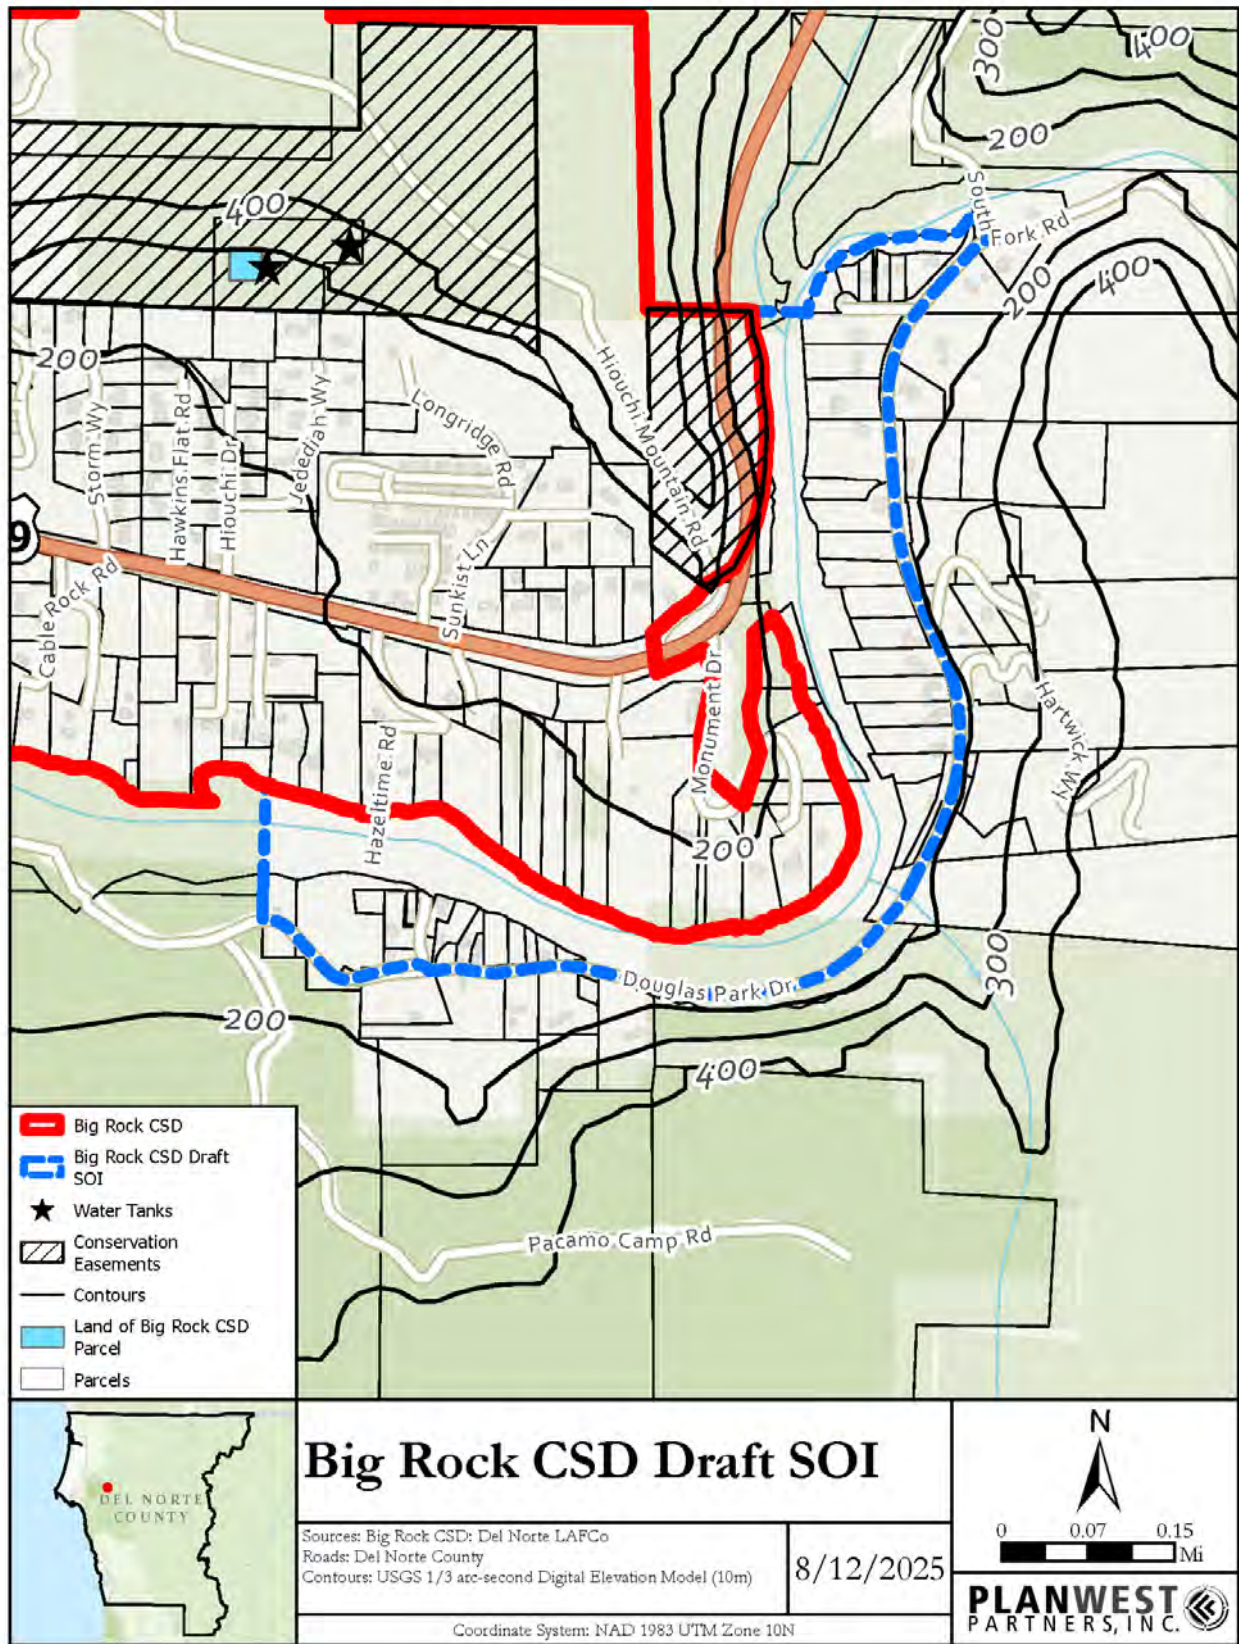 400
300
200
South
Fork Rd
400
400
200
Hiouchi Mountain Rd
200
Storm Wy
Hawkins Flat Rd
Hiouchi Dr
Jedediah Wy
Longridge Rd
9
Cable Rock Rd
Sunkist Ln
Monument Dr
Hartwick Wy
Hazeltime Rd
200
Douglas Park Dr
300
200
400
Pacamo Camp Rd
Big Rock CSD
Big Rock CSD Draft
SOI
Water Tanks
Conservation
Easements
Contours
Land of Big Rock CSD
Parcel
Parcels
DEL NORTE
COUNTY
Big Rock CSD Draft SOI
Sources: Big Rock CSD: Del Norte LAFCo
Roads: Del Norte County
Contours: USGS 1/3 arc-second Digital Elevation Model (10m)
8/12/2025
Coordinate System: NAD 1983 UTM Zone 10N
N
0 0.07 0.15
Mi
PLANWEST
PARTNERS, INC.